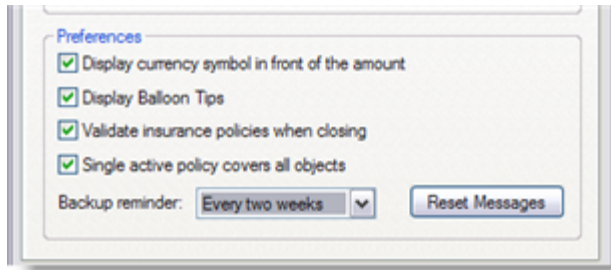 Preferences
Display currency symbol in front of the amount
Display Balloon Tips
Validate insurance policies when closing
Single active policy covers all objects
Backup reminder: Every two weeks Reset Messages